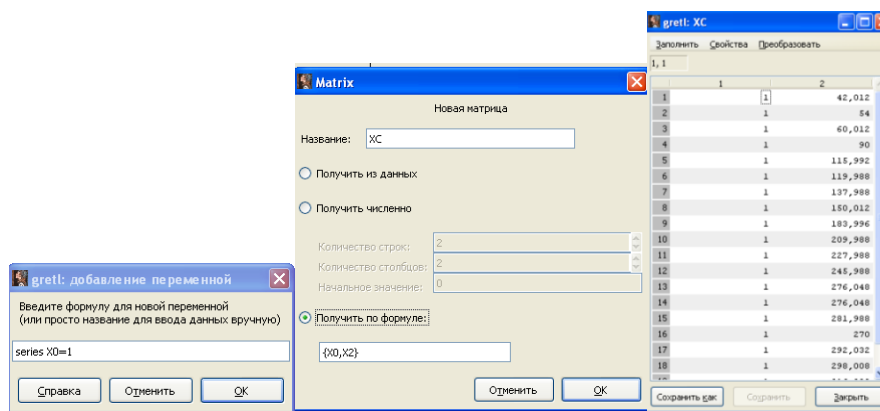 gretl: добавление переменной
Введите формулу для новой переменной
(или просто название для ввода данных вручную)
series X0=1
Справка Отменить OK
Matrix
Новая матрица
Название: XC
Получить из данных
Получить численно
Количество строк: 2
Количество столбцов: 2
Начальное значение: 0
Получить по формуле:
{X0,X2}
Отменить OK
gretl: XC
Заполнить Свойства Преобразовать
1, 1
1 2
1 1 42,012
2 1 54
3 1 60,012
4 1 90
5 1 115,992
6 1 119,988
7 1 137,988
8 1 150,012
9 1 183,996
10 1 209,988
11 1 227,988
12 1 245,988
13 1 276,048
14 1 276,048
15 1 281,988
16 1 270
17 1 292,032
18 1 298,008
Сохранить как Сохранить Закрыть